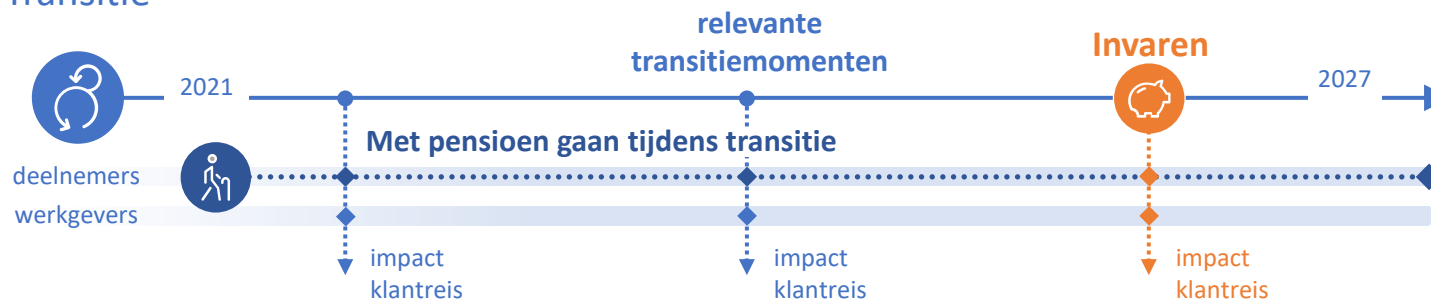 Transitie
relevante
transitiemomenten
Invaren
2021
2027
Met pensioen gaan tijdens transitie
deelnemers
werkgevers
impact
klantreis
impact
klantreis
impact
klantreis